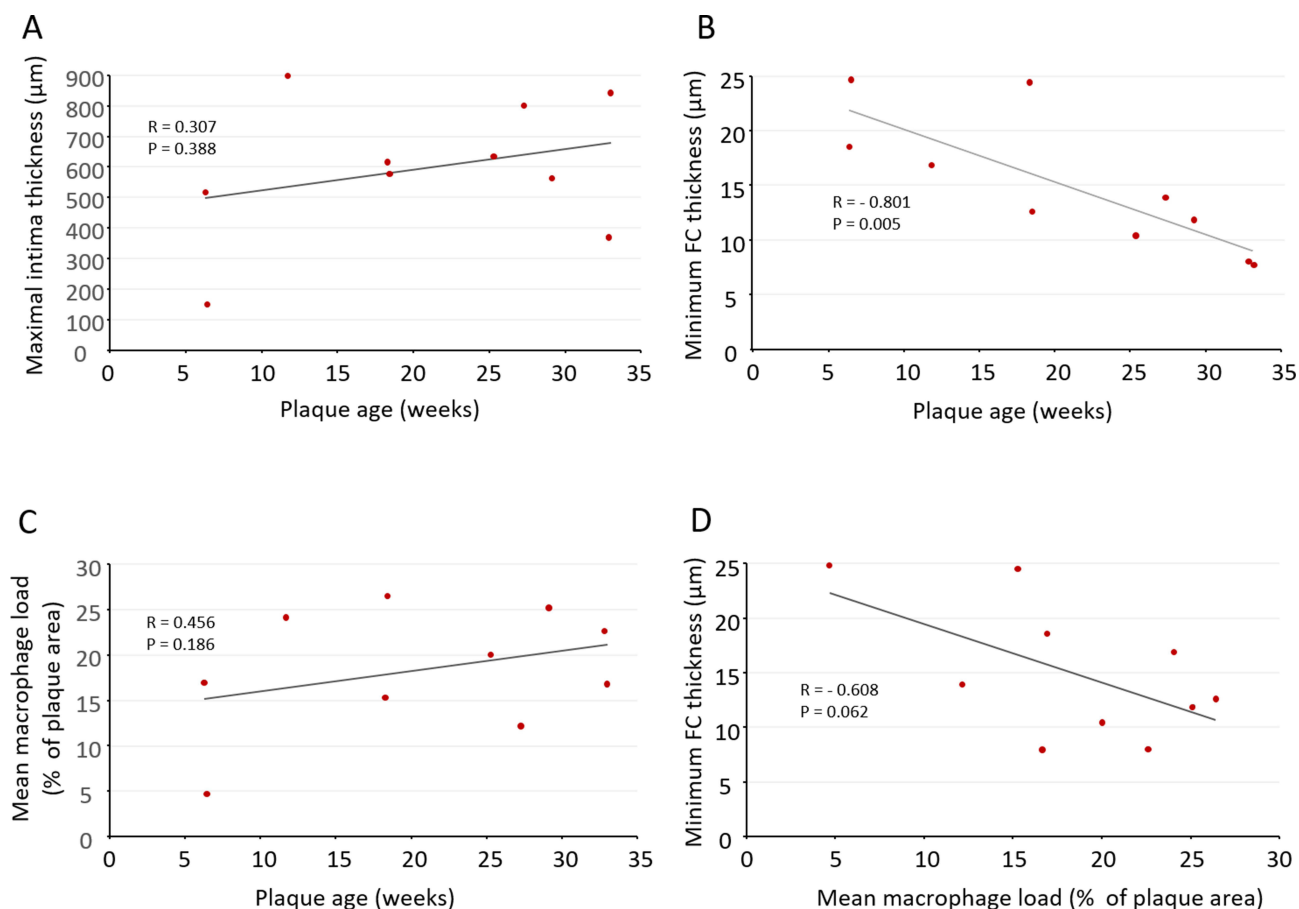 A
Maximal intima thickness (µm)
900
800
700
600
500
400
300
200
100
0
R = 0.307
P = 0.388
0 5 10 15 20 25 30 35
Plaque age (weeks)
B
Minimum FC thickness (µm)
25
20
15
10
5
0
R = - 0.801
P = 0.005
0 5 10 15 20 25 30 35
Plaque age (weeks)
C
Mean macrophage load
(% of plaque area)
30
25
20
15
10
5
0
R = 0.456
P = 0.186
0 5 10 15 20 25 30 35
Plaque age (weeks)
D
Minimum FC thickness (µm)
25
20
15
10
5
0
R = - 0.608
P = 0.062
0 5 10 15 20 25 30
Mean macrophage load (% of plaque area)